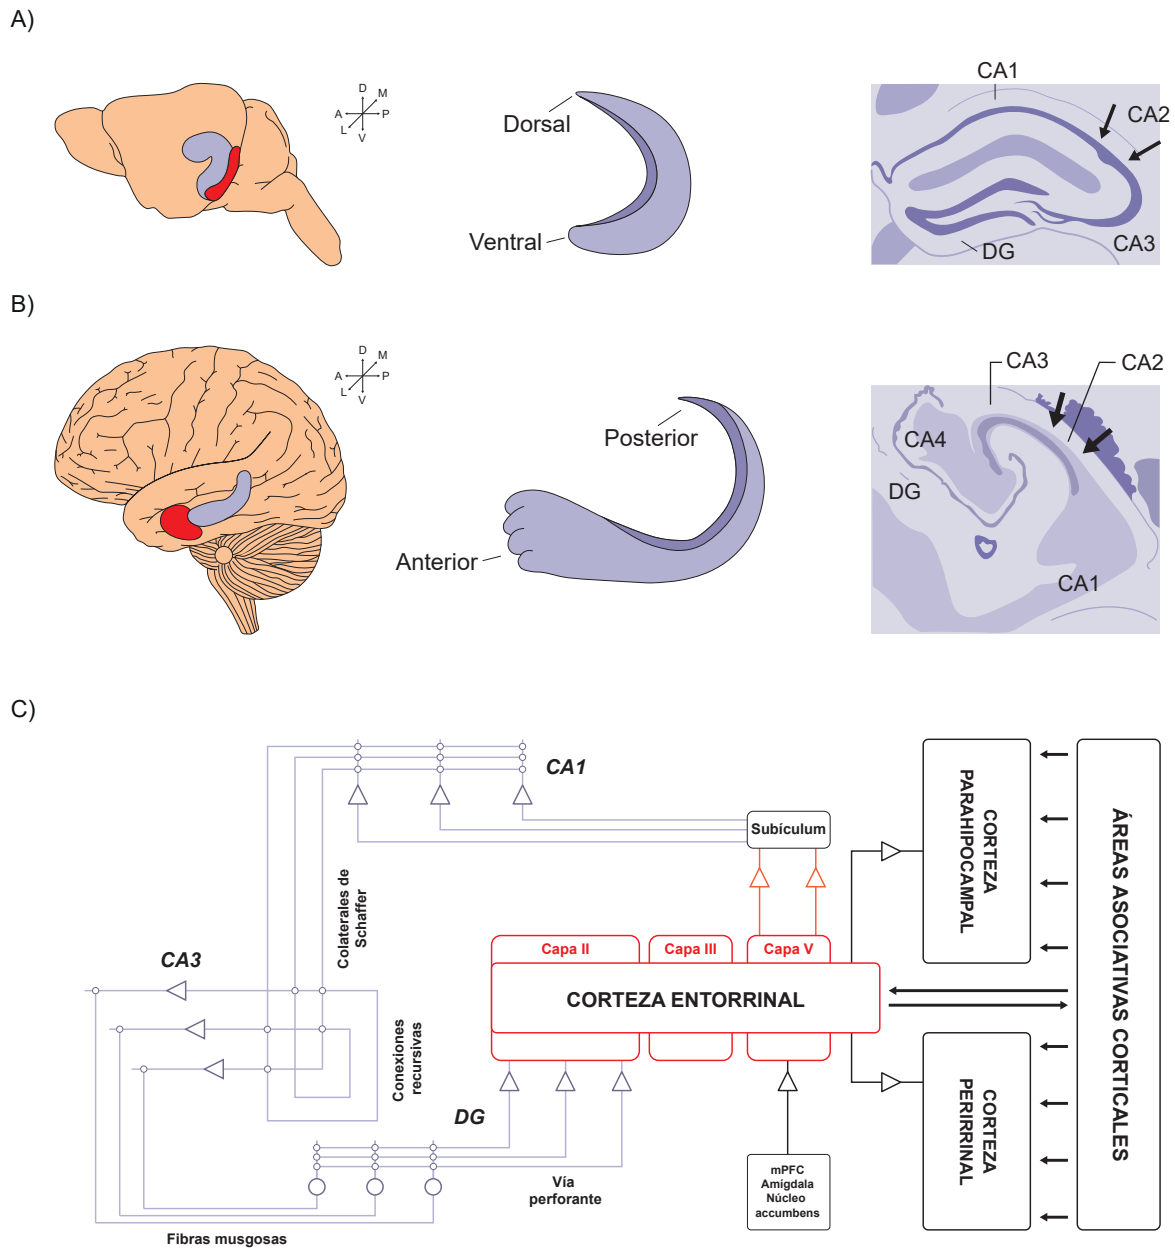 A)
D
M
A
P
L
V
Dorsal
Ventral
CA1
CA2
CA3
DG
B)
D
M
A
P
L
V
Posterior
Anterior
CA3
CA2
CA4
DG
CA1
C)
CA1
Subículum
CORTEZA
PARAHIPOCAMPAL
ÁREAS ASOCIATIVAS CORTICALES
Colaterales de
Schaffer
CA3
Capa II
Capa III
Capa V
CORTEZA ENTORRINAL
Conexiones
recursivas
DG
CORTEZA
PERIRRINAL
Vía
perforante
mPFC
Amígdala
Núcleo
accumbens
Fibras musgosas